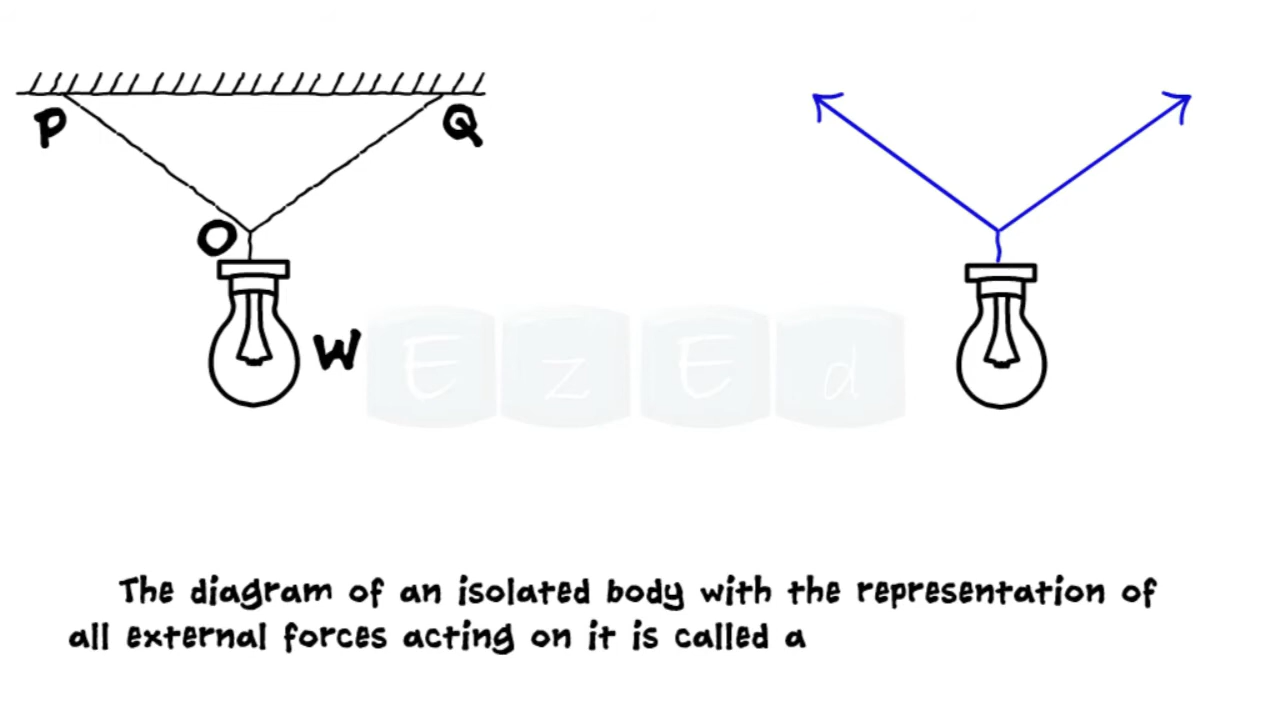 P
Q
O
W
E z E d
The diagram of an isolated body with the representation of
all external forces acting on it is called a